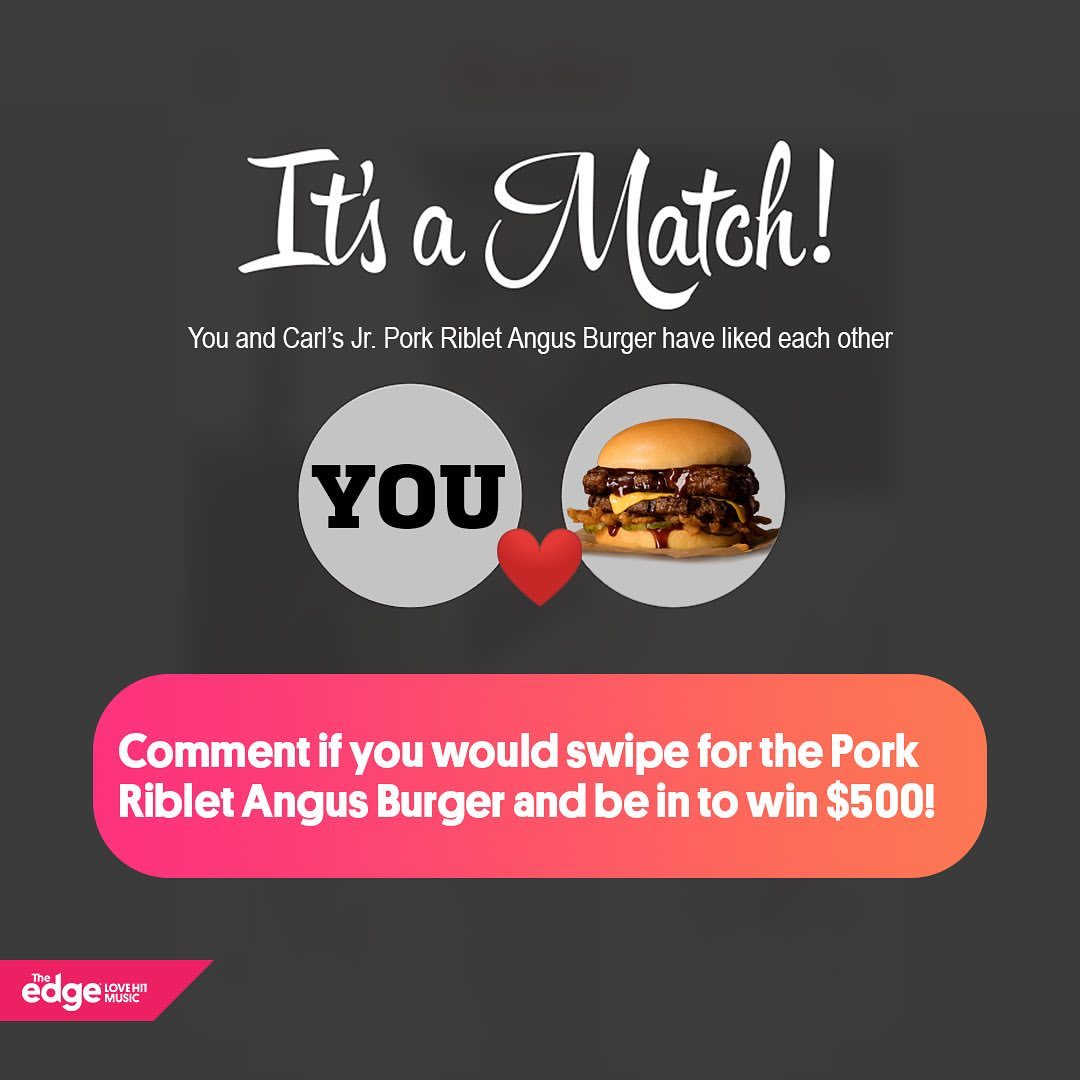 It's a Match!
You and Carl's Jr. Pork Riblet Angus Burger have liked each other
YOU
Comment if you would swipe for the Pork
Riblet Angus Burger and be in to win $500!
The
edge LOVE HIT
MUSIC